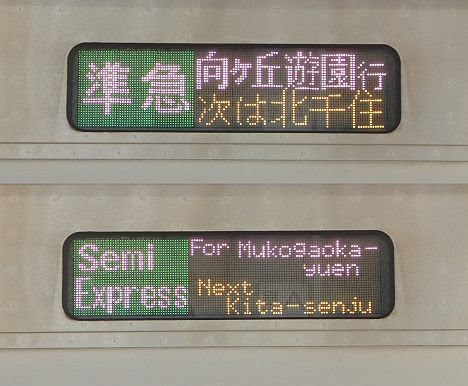 準急 向ヶ丘遊園行
次は北千住
Semi Express
For Mukogaoka-
yuen
Next
Kita-senju